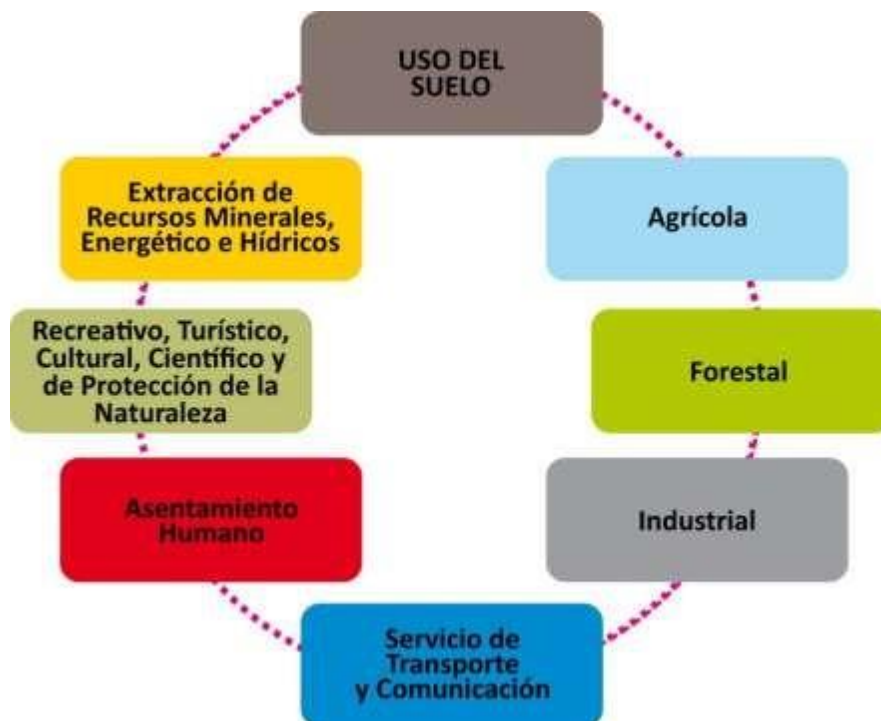 USO DEL
SUELO
Extracción de
Recursos Minerales,
Energético e Hídricos
Agrícola
Recreativo, Turístico,
Cultural, Científico y
de Protección de la
Naturaleza
Forestal
Asentamiento
Humano
Industrial
Servicio de
Transporte
y Comunicación